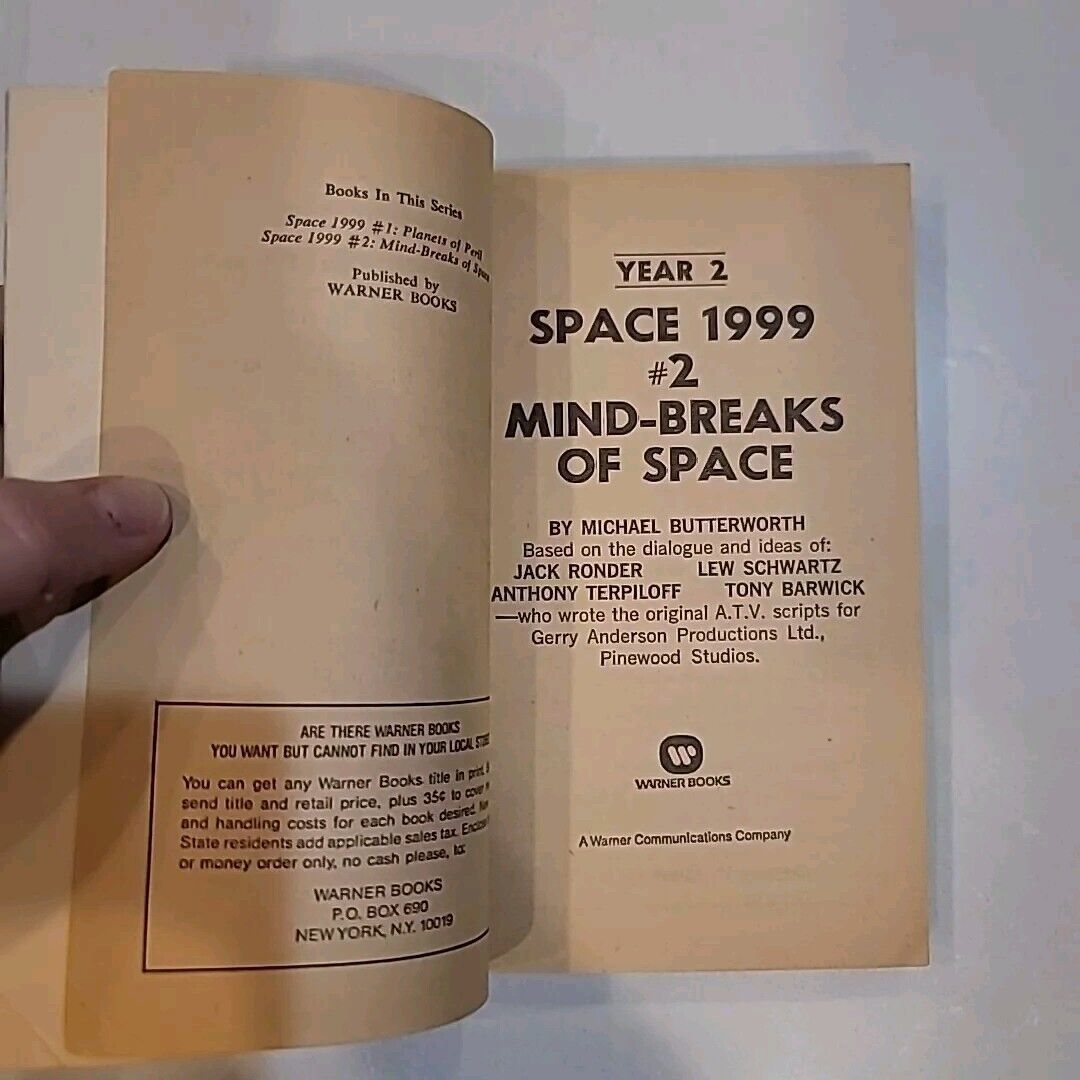 Books In This Series
Space 1999 #1: Planets of Peril
Space 1999 #2: Mind-Breaks of Space
Published by
WARNER BOOKS
ARE THERE WARNER BOOKS
YOU WANT BUT CANNOT FIND IN YOUR LOCAL
You can get any Warner Books title in print.
send title and retail price, plus 35¢ to cover
and handling costs for each book desired.
State residents add applicable sales tax.
or money order only, no cash please, to:
WARNER BOOKS
P.O. BOX 690
NEW YORK, N.Y. 10019
YEAR 2
SPACE 1999
#2
MIND-BREAKS
OF SPACE
BY MICHAEL BUTTERWORTH
Based on the dialogue and ideas of:
JACK RONDER LEW SCHWARTZ
ANTHONY TERPILOFF TONY BARWICK
—who wrote the original A.T.V. scripts for
Gerry Anderson Productions Ltd.,
Pinewood Studios.
WARNER BOOKS
A Warner Communications Company